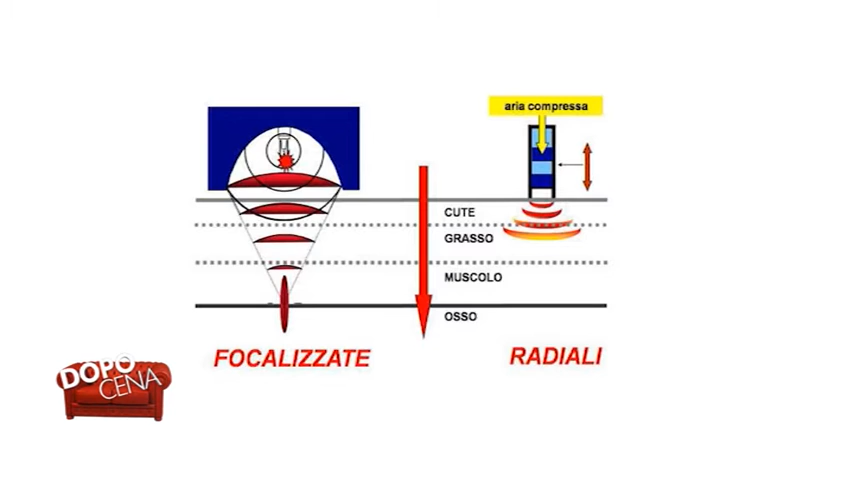 aria compressa
CUTE
GRASSO
MUSCOLO
OSSO
FOCALIZZATE
RADIALI
DOPO
CENA